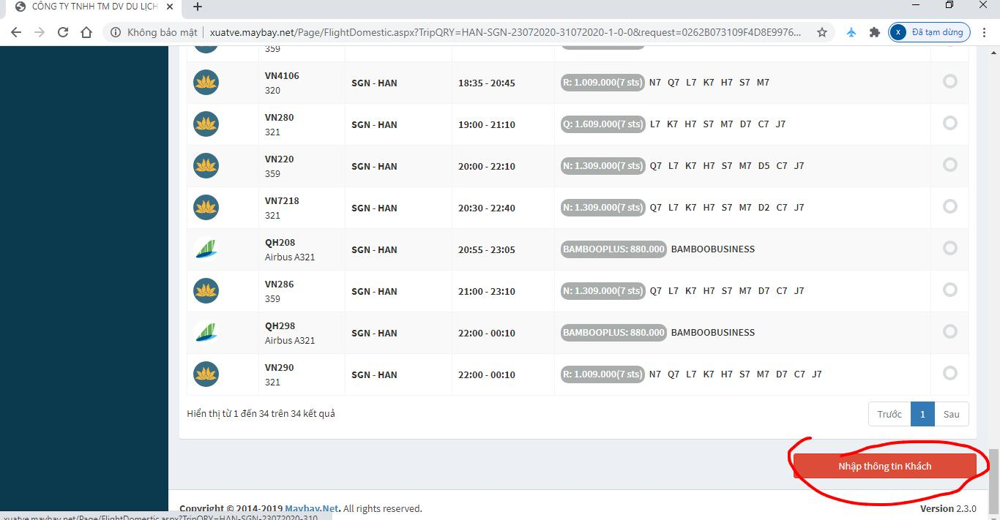 CÔNG TY TNHH TM DV DU LỊCH
Không bảo mật
xuatve.maybay.net/Page/FlightDomestic.aspx?TripQRY=HAN-SGN-23072020-31072020-1-0-0&request=0262B073109F4D8E9976...
x Đã tạm dừng
359
VN4106
320
SGN - HAN
18:35 - 20:45
R: 1.009.000(7 sts) N7 Q7 L7 K7 H7 S7 M7
VN280
321
SGN - HAN
19:00 - 21:10
Q: 1.609.000(7 sts) L7 K7 H7 S7 M7 D7 C7 J7
VN220
359
SGN - HAN
20:00 - 22:10
N: 1.309.000(7 sts) Q7 L7 K7 H7 S7 M7 D5 C7 J7
VN7218
321
SGN - HAN
20:30 - 22:40
N: 1.309.000(7 sts) Q7 L7 K7 H7 S7 M7 D2 C7 J7
QH208
Airbus A321
SGN - HAN
20:55 - 23:05
BAMBOOPLUS: 880.000 BAMBOOBUSINESS
VN286
359
SGN - HAN
21:00 - 23:10
N: 1.309.000(7 sts) Q7 L7 K7 H7 S7 M7 D7 C7 J7
QH298
Airbus A321
SGN - HAN
22:00 - 00:10
BAMBOOPLUS: 880.000 BAMBOOBUSINESS
VN290
321
SGN - HAN
22:00 - 00:10
R: 1.009.000(7 sts) N7 Q7 L7 K7 H7 S7 M7 D7 C7 J7
Hiển thị từ 1 đến 34 trên 34 kết quả
Trước 1 Sau
Nhập thông tin Khách
Copyright © 2014-2019 Maybay.Net. All rights reserved.
Version 2.3.0
xuatve.maybay.net/Page/FlightDomestic.aspx?TripQRY=HAN-SGN-23072020-310...